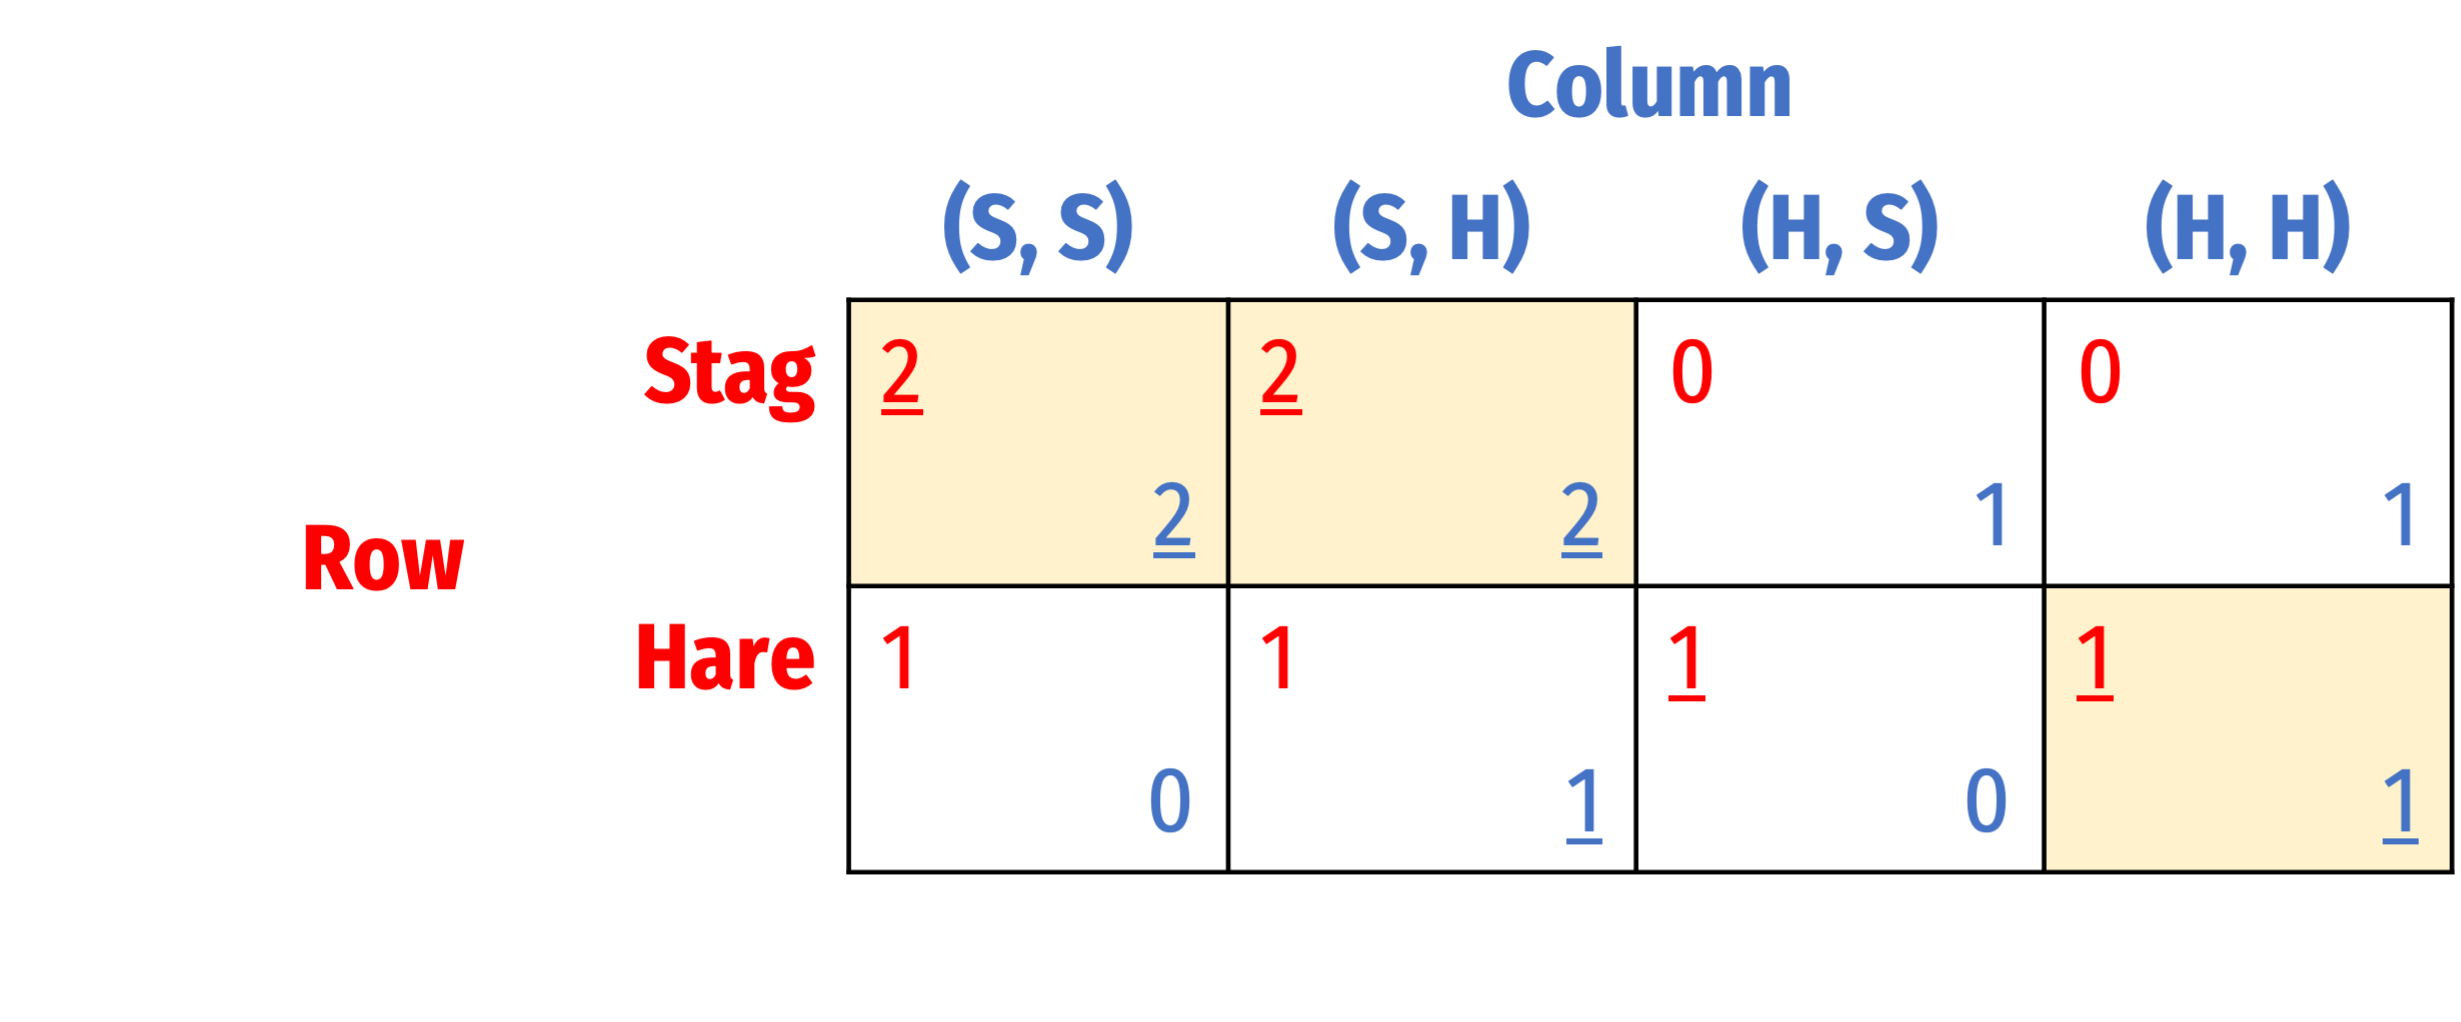 Column
(S, S) (S, H) (H, S) (H, H)
Stag 2 2 0 0
2 2 1 1
Row
Hare 1 1 1 1
0 1 0 1